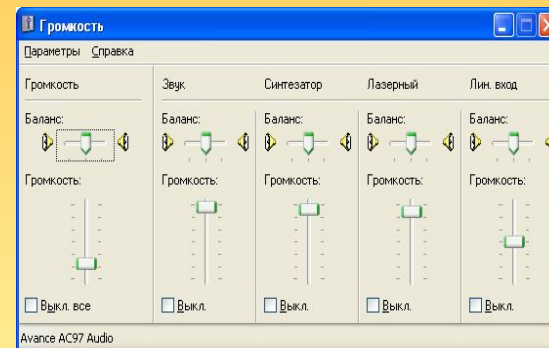 Громкость
Параметры Справка
Громкость Звук Синтезатор Лазерный Лин. вход
Баланс: Баланс: Баланс: Баланс: Баланс:
Громкость: Громкость: Громкость: Громкость: Громкость:
Выкл. все Выкл. Выкл. Выкл. Выкл.
Avance AC97 Audio